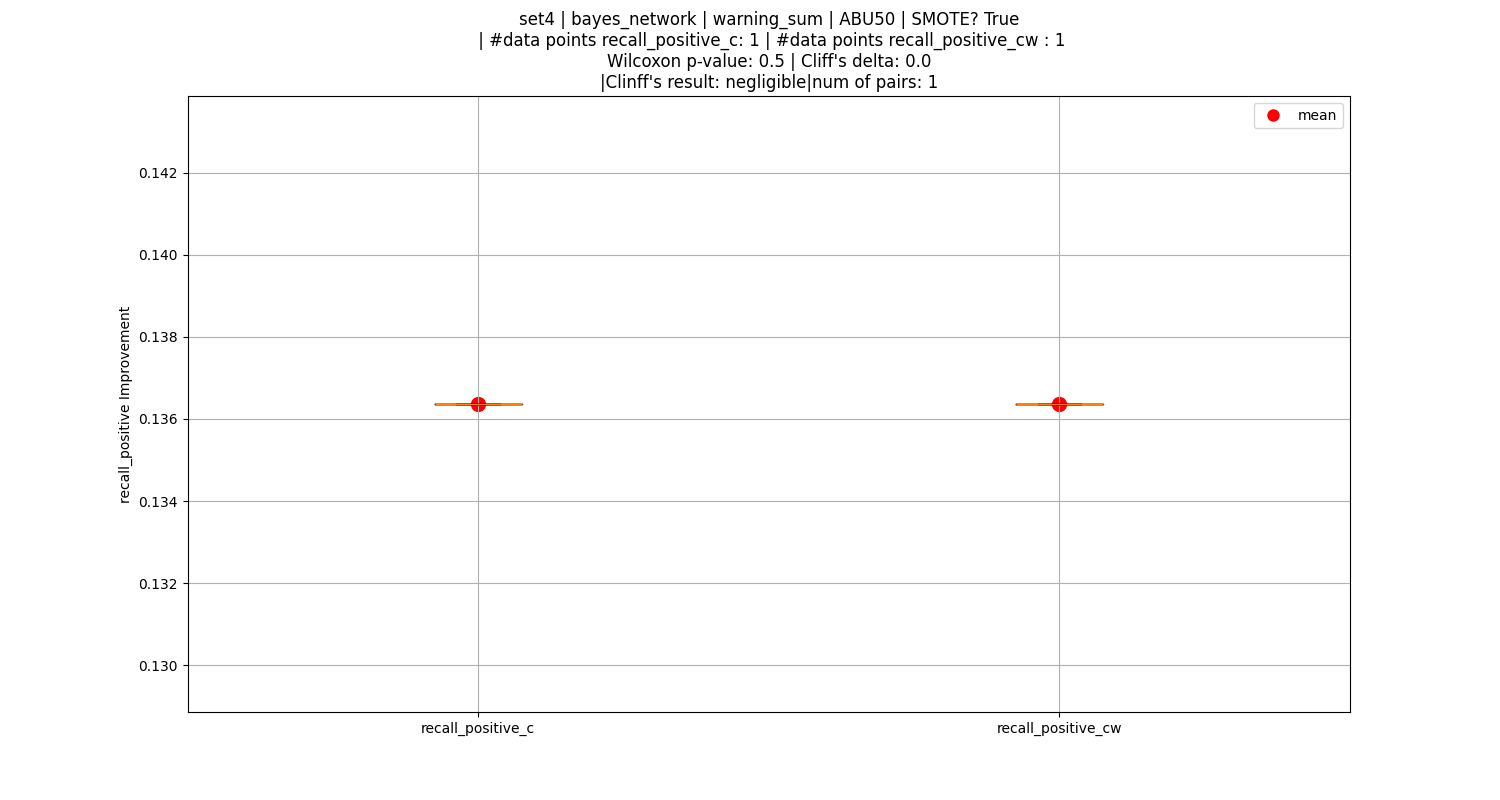 set4 | bayes_network | warning_sum | ABU50 | SMOTE? True
| #data points recall_positive_c: 1 | #data points recall_positive_cw : 1
Wilcoxon p-value: 0.5 | Cliff's delta: 0.0
|Clinff's result: negligible|num of pairs: 1
mean
0.142
0.140
0.138
0.136
0.134
0.132
0.130
recall_positive Improvement
recall_positive_c
recall_positive_cw